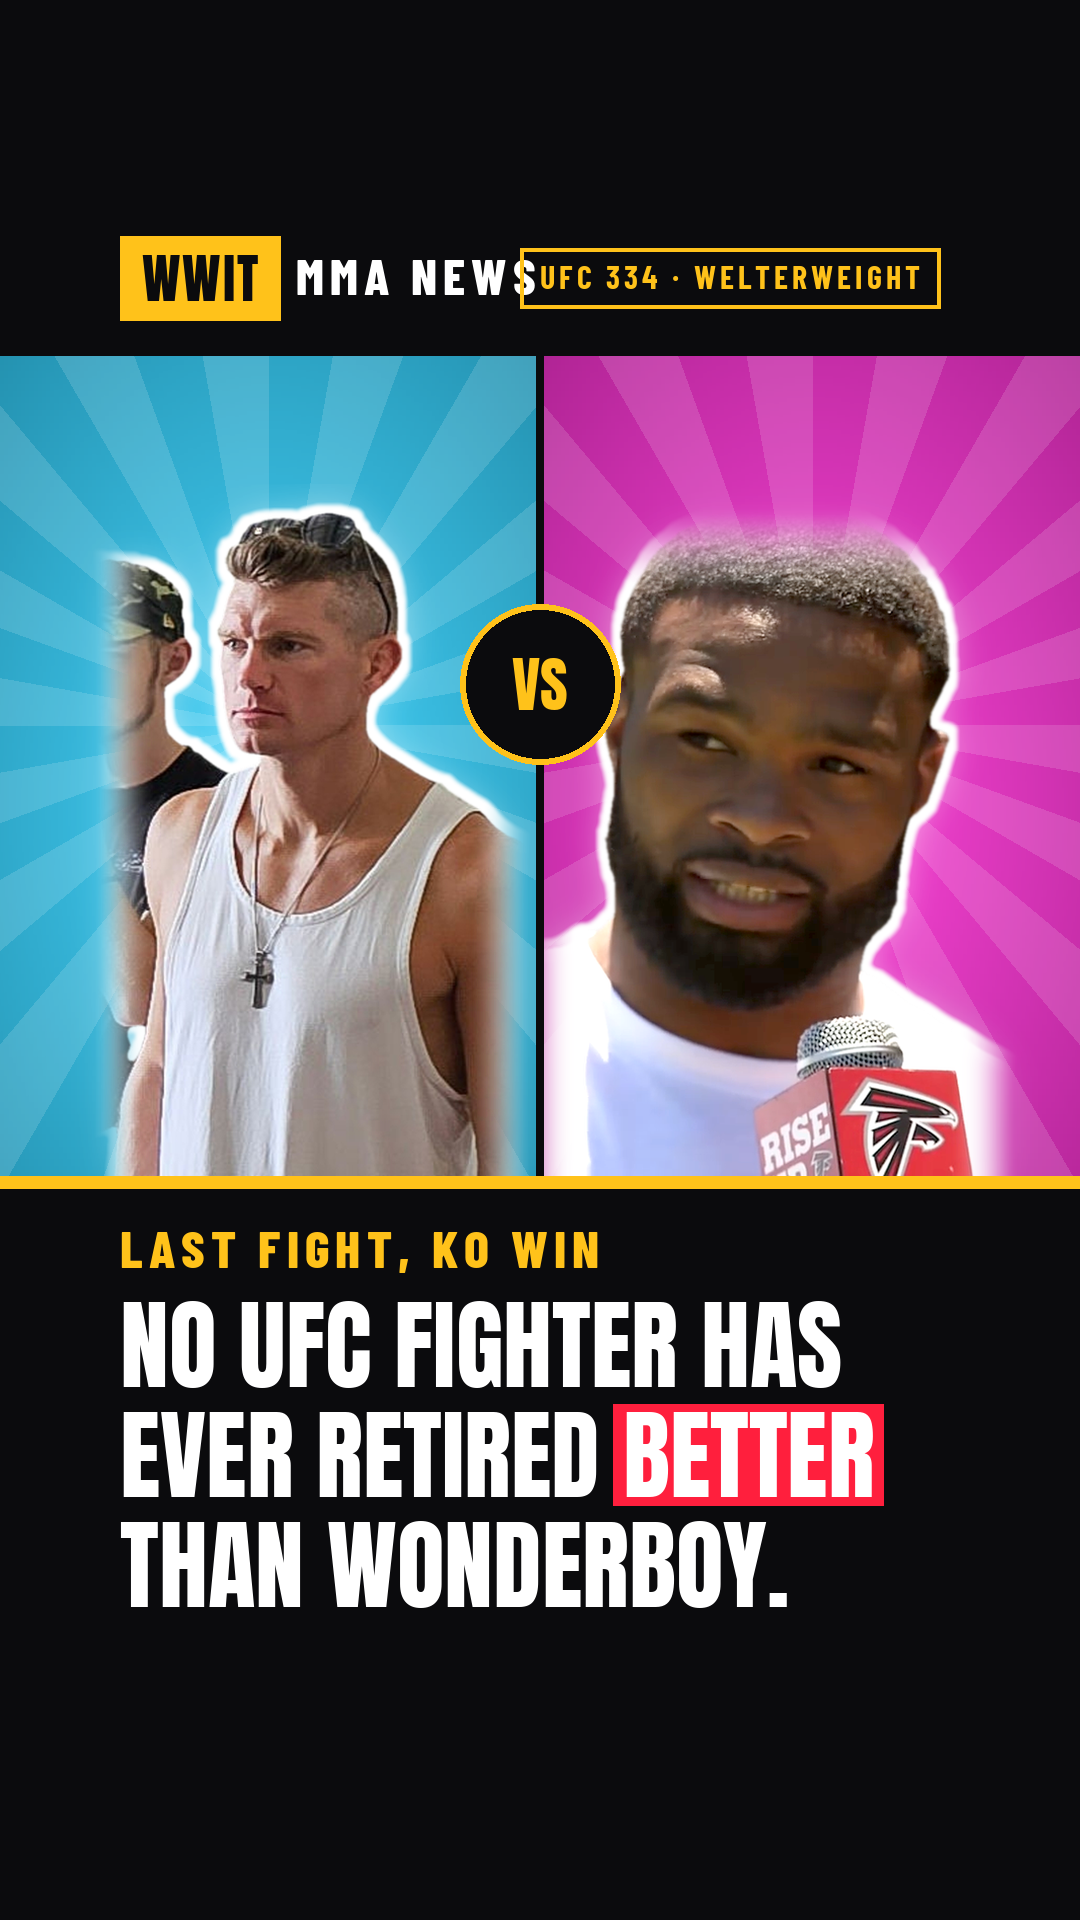 WWIT MMA NEWS UFC 334 · WELTERWEIGHT
VS
RISE
LAST FIGHT, KO WIN
NO UFC FIGHTER HAS
EVER RETIRED BETTER
THAN WONDERBOY.